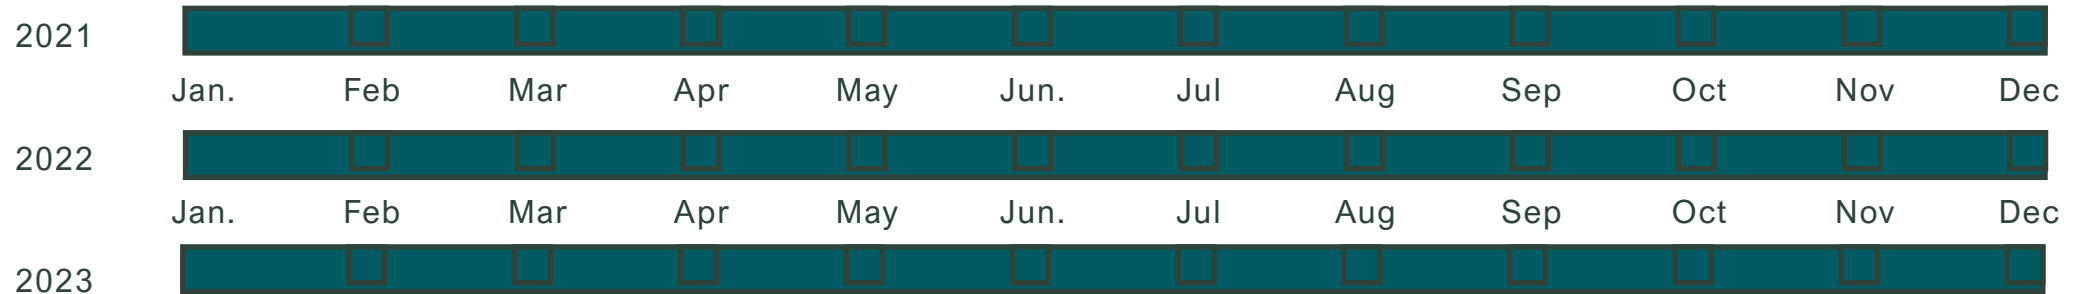 2021
Jan. Feb Mar Apr May Jun. Jul Aug Sep Oct Nov Dec
2022
Jan. Feb Mar Apr May Jun. Jul Aug Sep Oct Nov Dec
2023